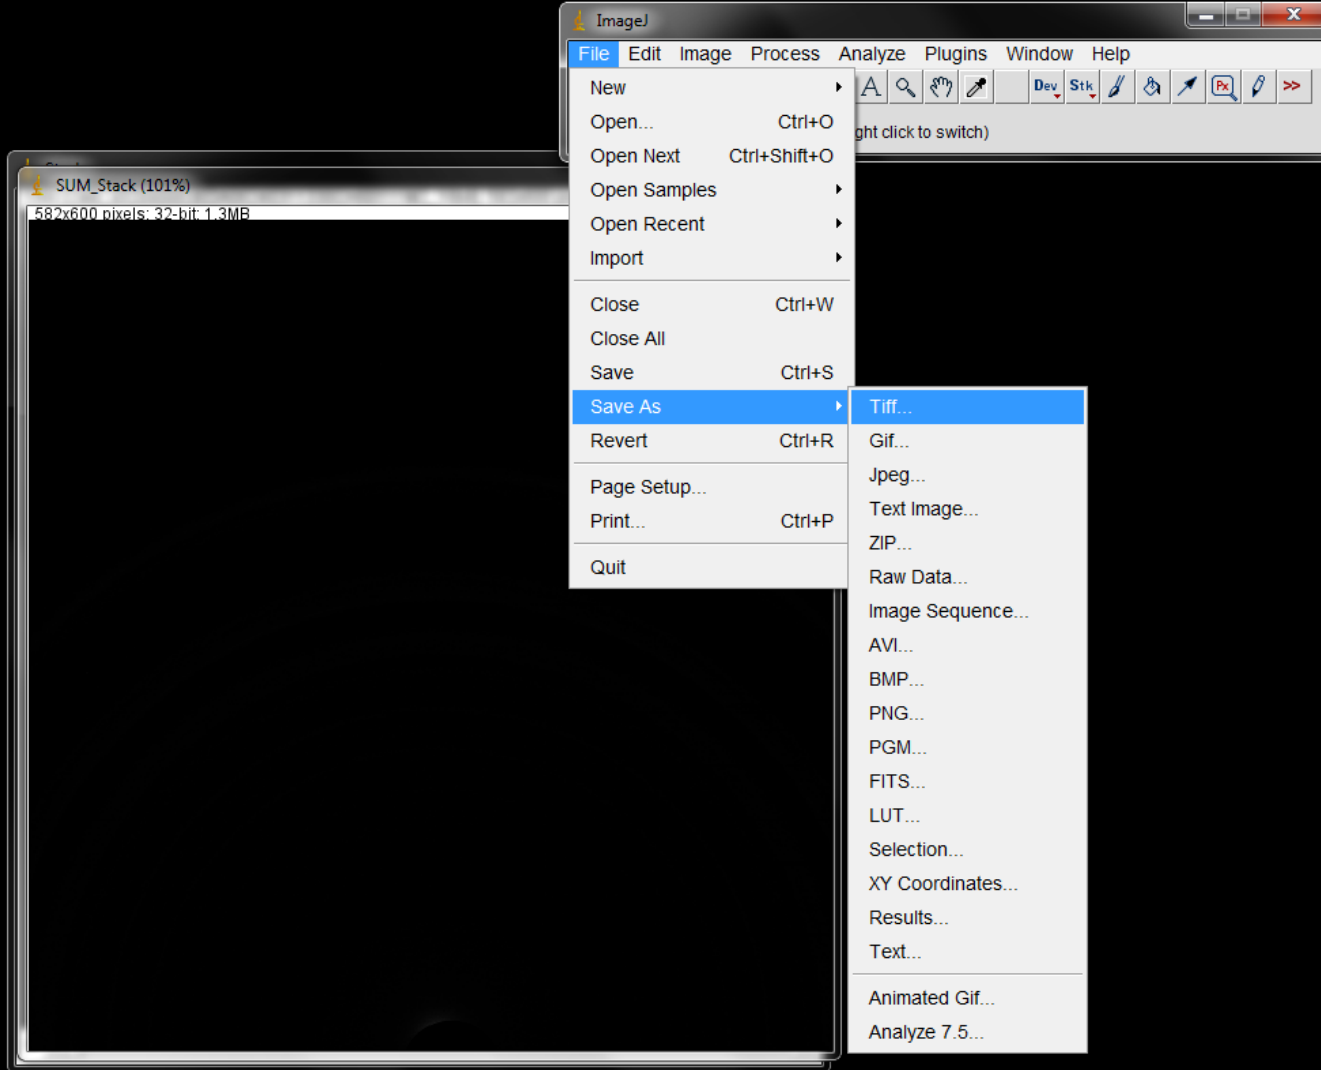 ImageJ
File Edit Image Process Analyze Plugins Window Help
A Dev Stk Px >>
ght click to switch)
New
Open... Ctrl+O
Open Next Ctrl+Shift+O
Open Samples
Open Recent
Import
Close Ctrl+W
Close All
Save Ctrl+S
Save As
Revert Ctrl+R
Page Setup...
Print... Ctrl+P
Quit
Tiff...
Gif...
Jpeg...
Text Image...
ZIP...
Raw Data...
Image Sequence...
AVI...
BMP...
PNG...
PGM...
FITS...
LUT...
Selection...
XY Coordinates...
Results...
Text...
Animated Gif...
Analyze 7.5...
SUM_Stack (101%)
582x600 pixels; 32-bit; 1.3MB